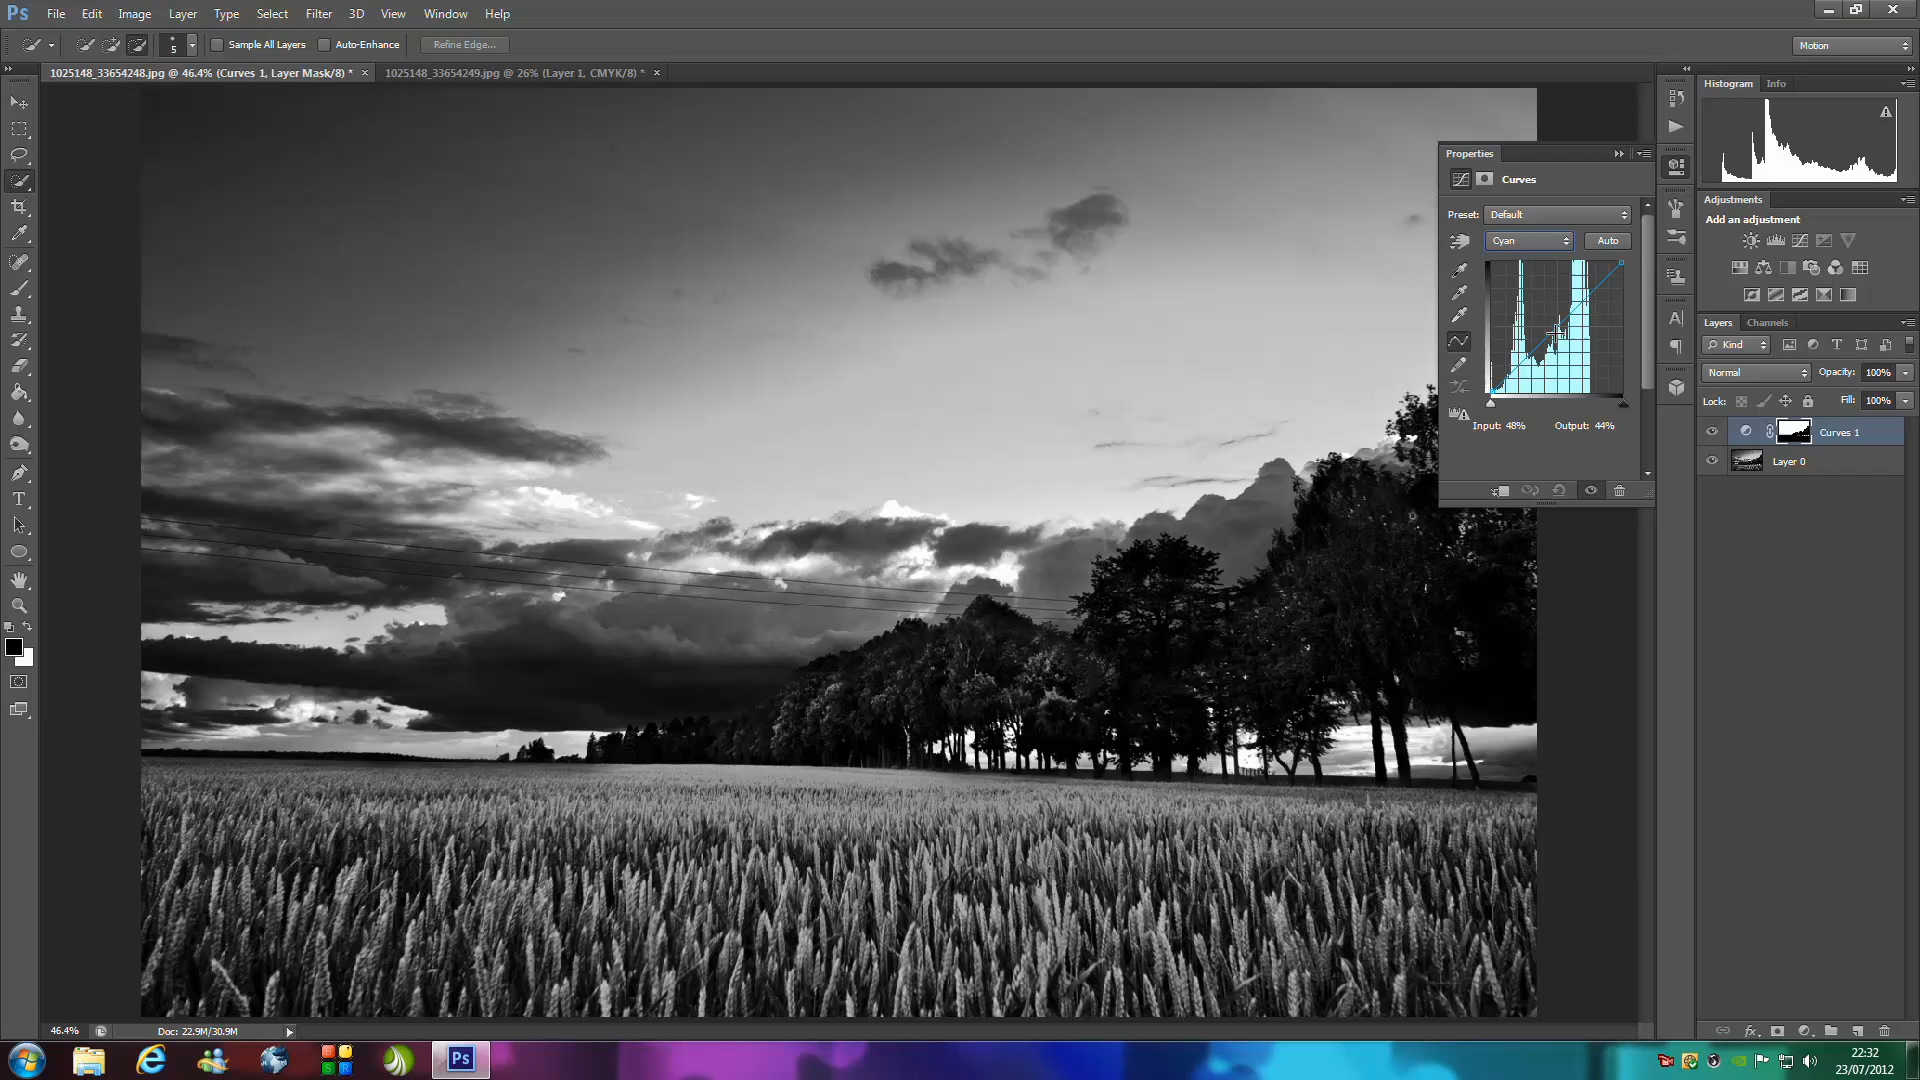 Ps File Edit Image Layer Type Select Filter 3D View Window Help
5 Sample All Layers Auto-Enhance Refine Edge... Motion
1025148_33654248.jpg @ 46.4% (Curves 1, Layer Mask/8) * × 1025148_33654249.jpg @ 26% (Layer 1, CMYK/8) * ×
Histogram Info
Properties
Curves
Preset: Default
Cyan Auto
Input: 48% Output: 44%
Adjustments
Add an adjustment
Layers Channels
Kind
Normal Opacity: 100%
Lock: Fill: 100%
Curves 1
Layer 0
46.4% Doc: 22.9M/30.9M
Ps
22:32
23/07/2012